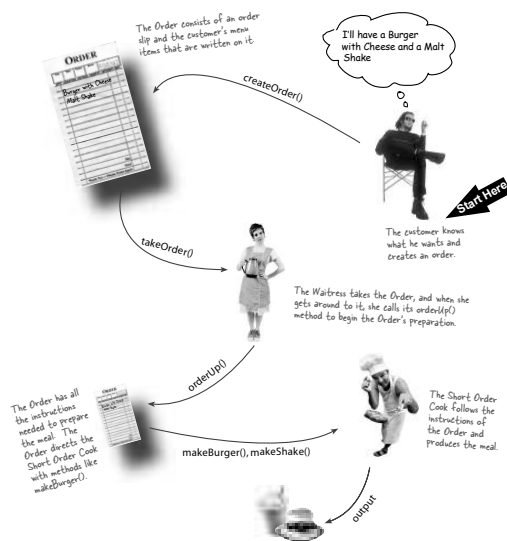 The Order consists of an order
slip and the customer's menu
items that are written on it.
I'll have a Burger
with Cheese and a Malt
Shake
ORDER
Burger with Cheese
Malt Shake
createOrder()
Start Here
The customer knows
what he wants and
creates an order.
takeOrder()
The Waitress takes the Order, and when she
gets around to it, she calls its orderUp()
method to begin the Order's preparation.
orderUp()
The Order has all
the instructions
needed to prepare
the meal. The
Order directs the
Short Order Cook
with methods like
makeBurger().
ORDER
makeBurger(), makeShake()
The Short Order
Cook follows the
instructions of
the Order and
produces the meal.
output